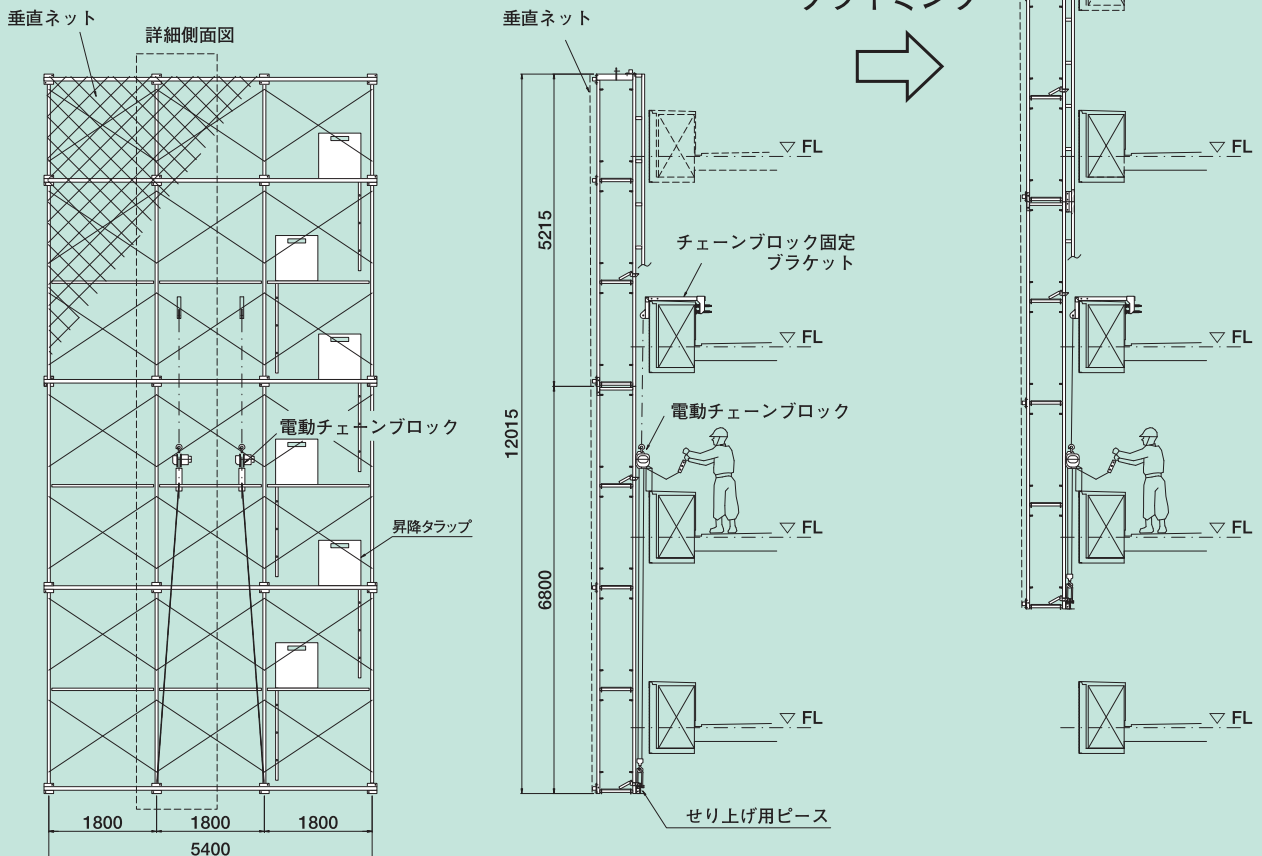 垂直ネット
詳細側面図
電動チェーンブロック
昇降タラップ
1800
1800
1800
5400
垂直ネット
クライミング
12015
5215
6800
FL
チェーンブロック固定
ブラケット
FL
電動チェーンブロック
FL
FL
せり上げ用ピース
FL
FL
FL
FL